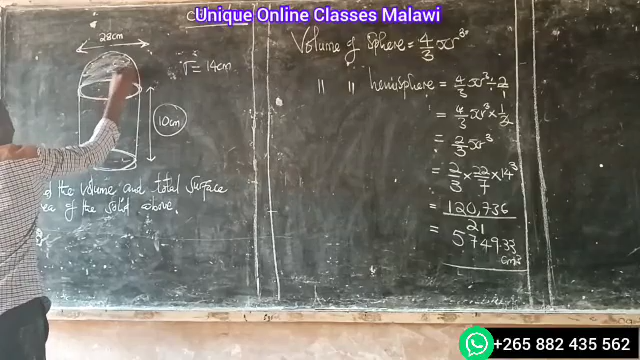 Unique Online Classes Malawi
28cm
r = 14cm
10cm
the volume and total surface
of the solid above.
Volume of sphere = 4/3 πr³
" " hemisphere = 4/3 πr³ ÷ 2/1
= 4/3 πr³ × 1/2
= 2/3 πr³
= 2/3 × 22/7 × 14³
= 120,736/21
= 5749.33 cm³
+265 882 435 562